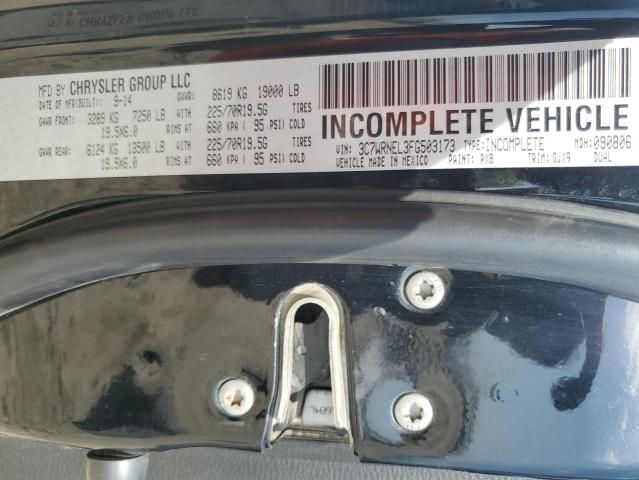 MFD BY CHRYSLER GROUP LLC
DATE OF MFR(BUILT): 9-14 GVWR: 8619 KG 19000 LB
GAWR FRONT: 3289 KG 7250 LB WITH 225/70R19.5G TIRES
19.5X6.0 RIMS AT 660 KPA ( 95 PSI) COLD
GAWR REAR: 6124 KG 13500 LB WITH 225/70R19.5G TIRES
19.5X6.0 RIMS AT 660 KPA ( 95 PSI) COLD
INCOMPLETE VEHICLE
VIN: 3C7WRNEL3FG503173 TYPE: INCOMPLETE MDH: 090806
VEHICLE MADE IN MEXICO PAINT: PX8 TRIM: GJX9 DUAL